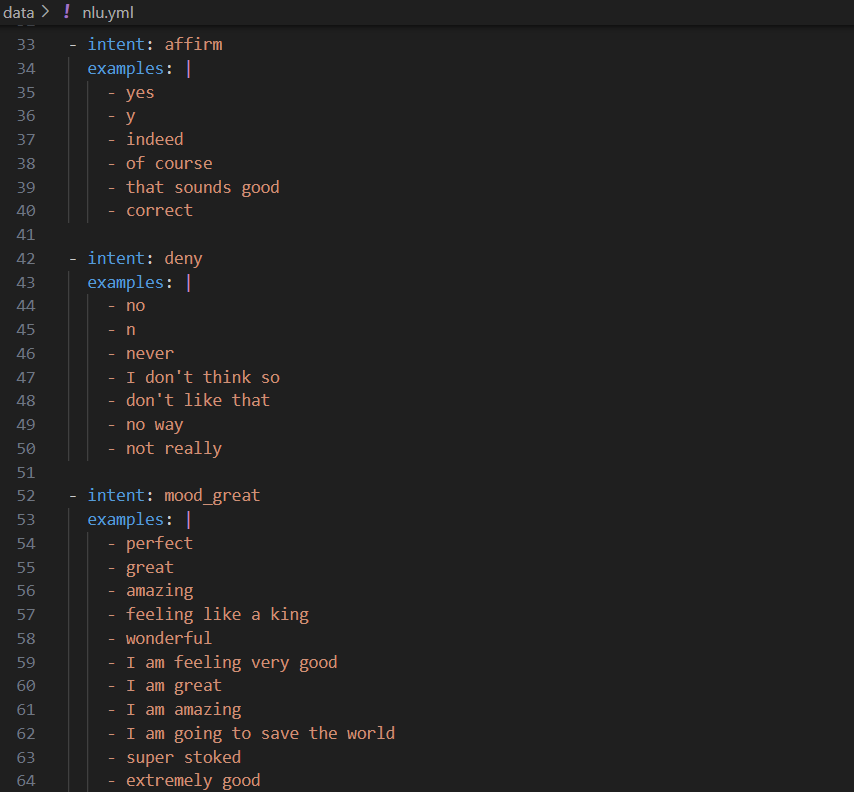 data > ! nlu.yml
33 - intent: affirm
34 examples: |
35 - yes
36 - y
37 - indeed
38 - of course
39 - that sounds good
40 - correct
41
42 - intent: deny
43 examples: |
44 - no
45 - n
46 - never
47 - I don't think so
48 - don't like that
49 - no way
50 - not really
51
52 - intent: mood_great
53 examples: |
54 - perfect
55 - great
56 - amazing
57 - feeling like a king
58 - wonderful
59 - I am feeling very good
60 - I am great
61 - I am amazing
62 - I am going to save the world
63 - super stoked
64 - extremely good